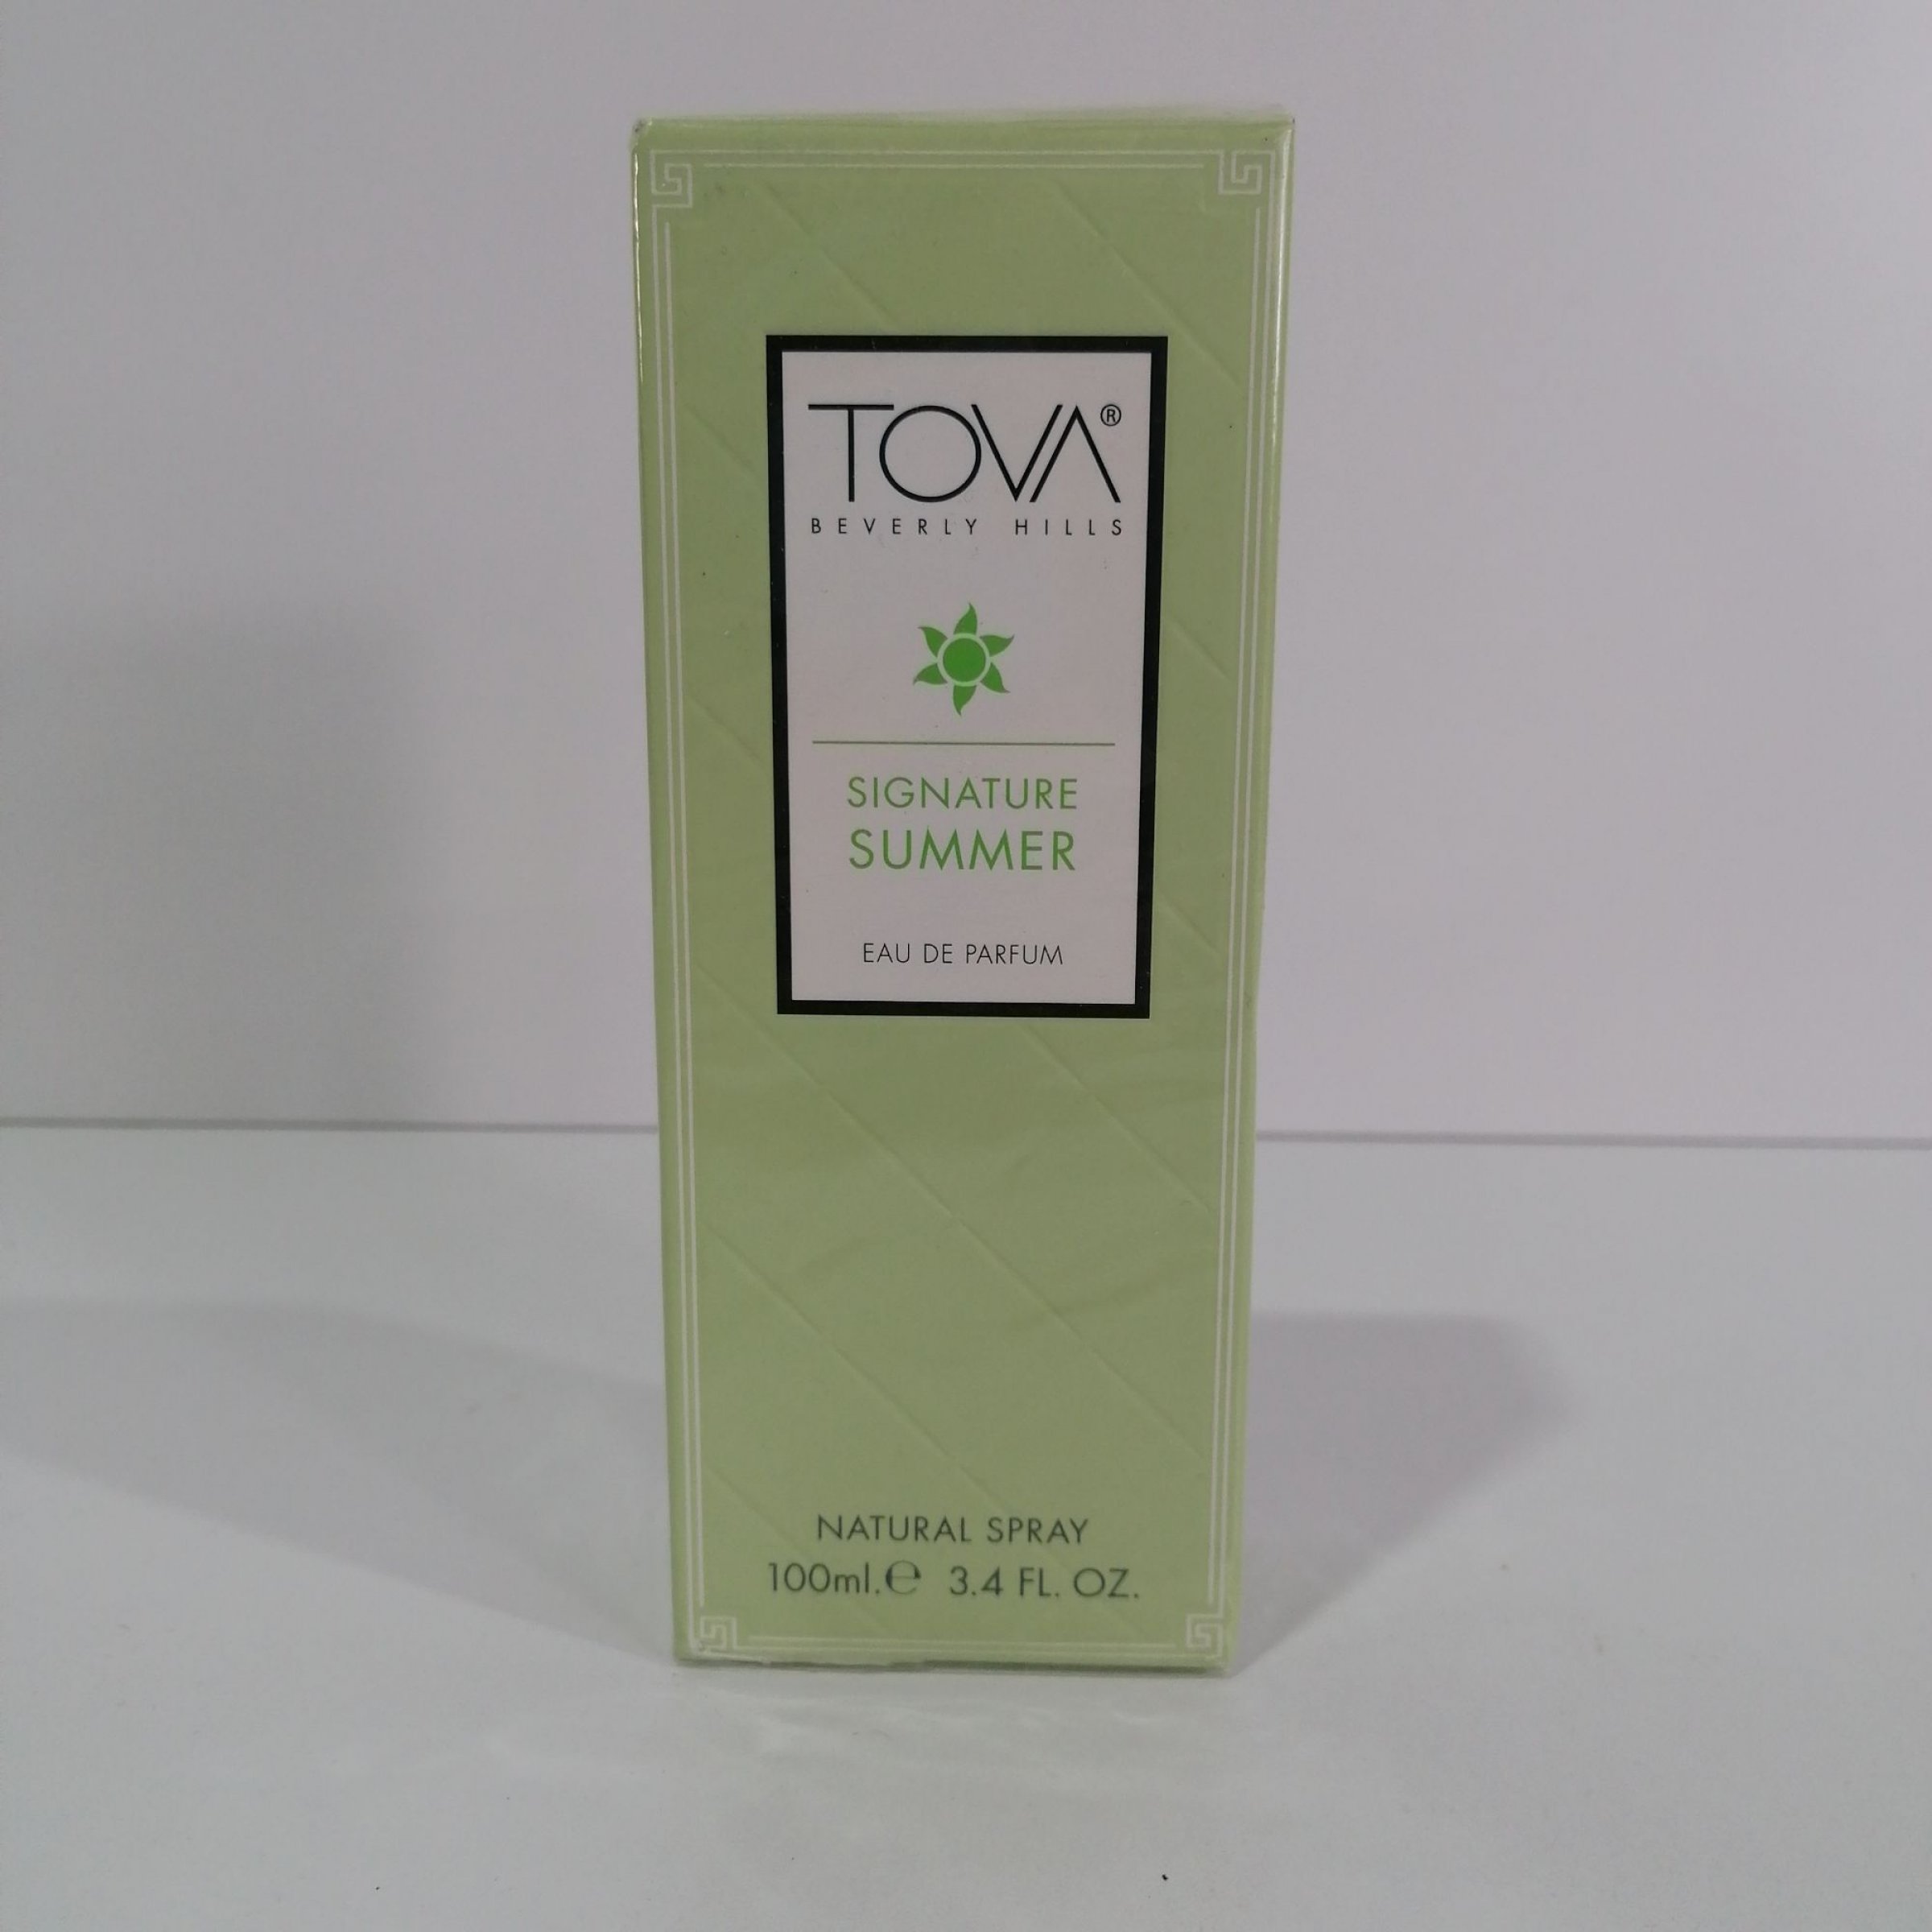 TOVA®
BEVERLY HILLS
SIGNATURE
SUMMER
EAU DE PARFUM
NATURAL SPRAY
100ml.℮ 3.4 FL. OZ.